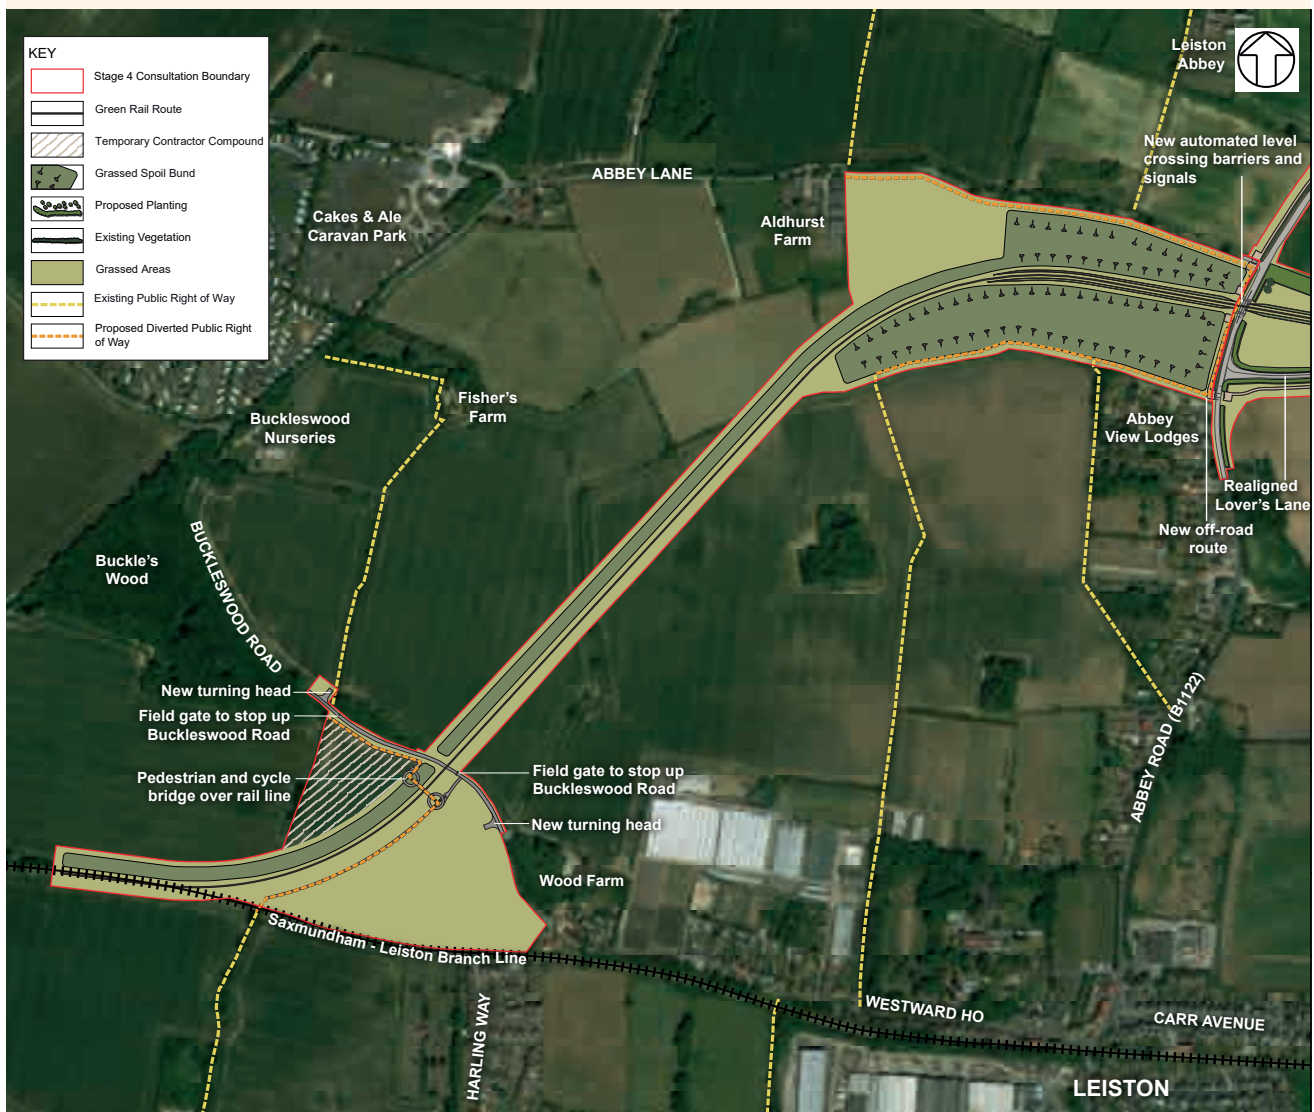 KEY
Stage 4 Consultation Boundary
Green Rail Route
Temporary Contractor Compound
Grassed Spoil Bund
Proposed Planting
Existing Vegetation
Grassed Areas
Existing Public Right of Way
Proposed Diverted Public Right
of Way
Leiston
Abbey
New automated level
crossing barriers and
signals
ABBEY LANE
Cakes & Ale
Caravan Park
Aldhurst
Farm
Fisher's
Farm
Buckleswood
Nurseries
Abbey
View Lodges
Realigned
Lover's Lane
New off-road
route
Buckle's
Wood
BUCKLESWOOD ROAD
New turning head
Field gate to stop up
Buckleswood Road
Pedestrian and cycle
bridge over rail line
Field gate to stop up
Buckleswood Road
New turning head
ABBEY ROAD (B1122)
Wood Farm
Saxmundham - Leiston Branch Line
HARLING WAY
WESTWARD HO
CARR AVENUE
LEISTON